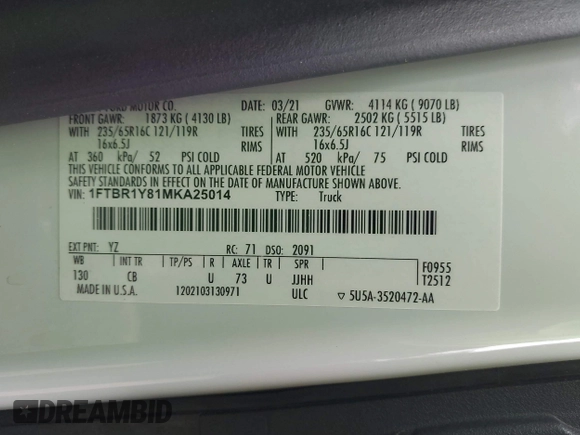 FORD MOTOR CO. DATE: 03/21 GVWR: 4114 KG ( 9070 LB)
FRONT GAWR: 1873 KG ( 4130 LB) REAR GAWR: 2502 KG ( 5515 LB)
WITH 235/65R16C 121/119R TIRES WITH 235/65R16C 121/119R TIRES
16x6.5J RIMS 16x6.5J RIMS
AT 360 kPa/ 52 PSI COLD AT 520 kPa/ 75 PSI COLD
THIS VEHICLE CONFORMS TO ALL APPLICABLE FEDERAL MOTOR VEHICLE
SAFETY STANDARDS IN EFFECT ON THE DATE OF MANUFACTURE SHOWN ABOVE.
VIN: 1FTBR1Y81MKA25014 TYPE: Truck
EXT PNT: YZ RC: 71 DSO: 2091
WB INT TR TP/PS R AXLE TR SPR F0955
130 CB U 73 U JJHH T2512
MADE IN U.S.A. 1202103130971 ULC ▽ 5U5A-3520472-AA
DREAMBID